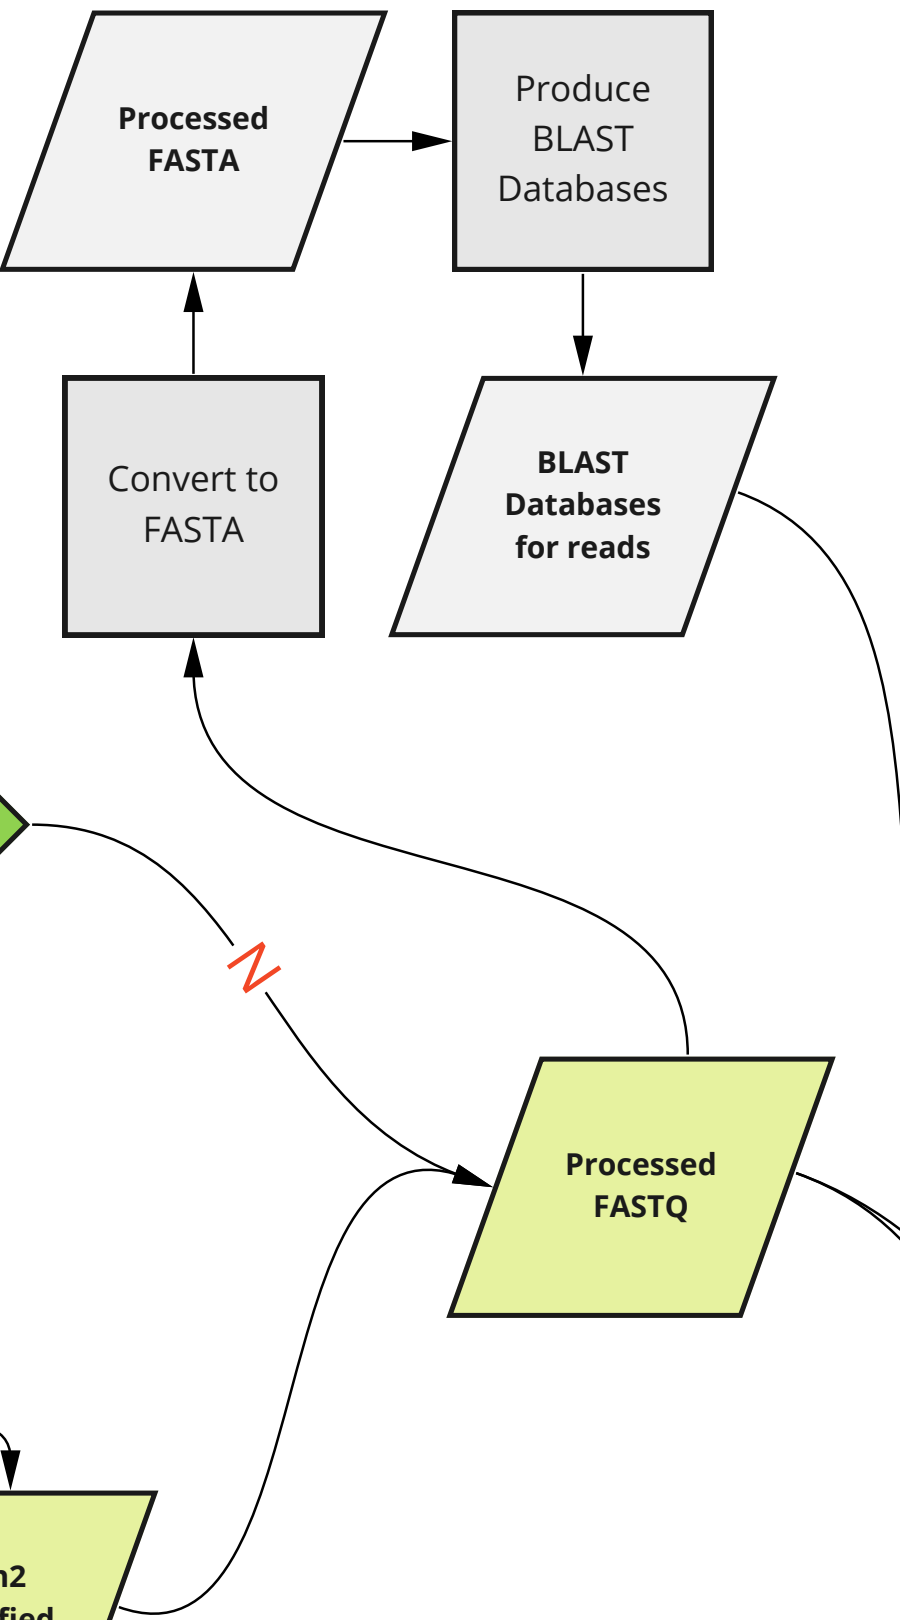 Processed
FASTA
Produce
BLAST
Databases
Convert to
FASTA
BLAST
Databases
for reads
N
Processed
FASTQ